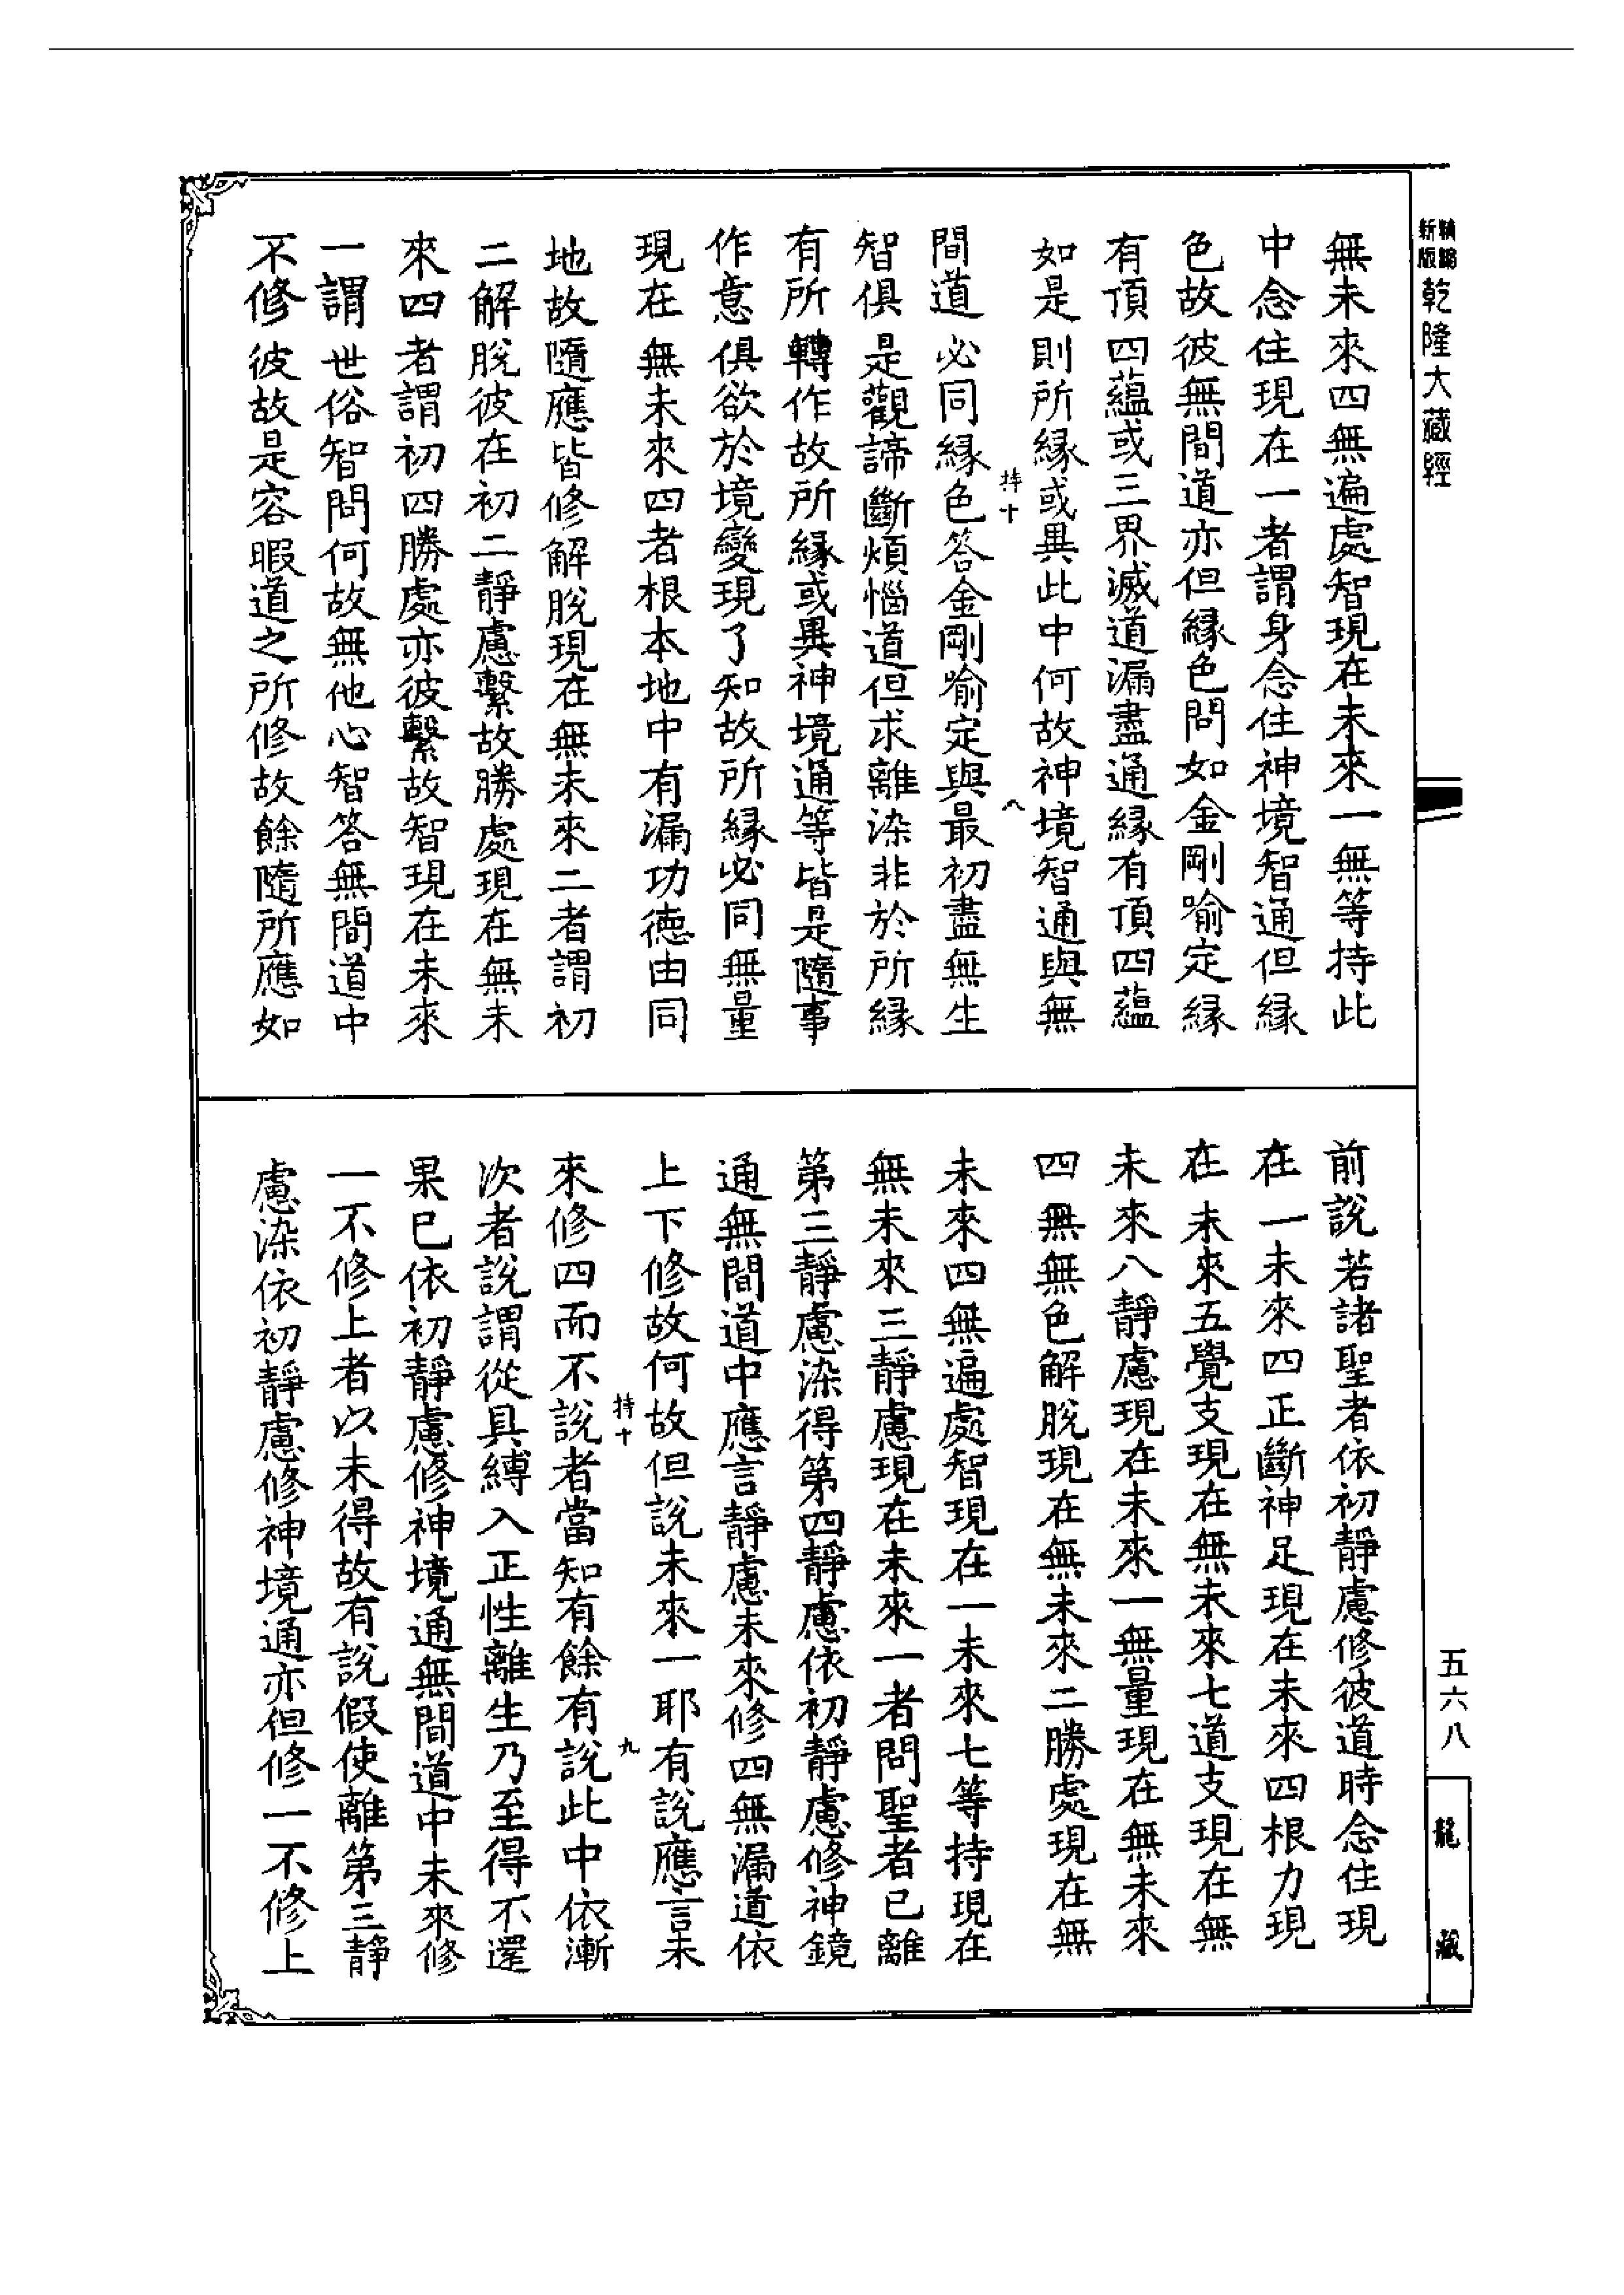 新版精縮乾隆大藏經
無未來四無遍處智現在未來一無等持此
中念住現在一者謂身念住神境智通但緣
色故彼無間道亦但緣色問如金剛喻定緣
有頂四蘊或三界滅道漏盡通緣有頂四蘊
如是則所緣或異此中何故神境智通與無
持十 八
間道必同緣色答金剛喻定與最初盡無生
智俱是觀諦斷煩惱道但求離染非於所緣
有所轉作故所緣或異神境通等皆是隨事
作意俱欲於境變現了知故所緣必同無量
現在無未來四者根本地中有漏功德由同
地故隨應皆修解脫現在無未來二者謂初
二解脫彼在初二靜慮繫故勝處現在無未
來四者謂初四勝處亦彼繫故智現在未來
一謂世俗智問何故無他心智答無間道中
不修彼故是容暇道之所修故餘隨所應如
前說若諸聖者依初靜慮修彼道時念住現
在一未來四正斷神足現在未來四根力現
在未來五覺支現在無未來七道支現在無
未來八靜慮現在未來一無量現在無未來
四無無色解脫現在無未來二勝處現在無
未來四無遍處智現在一未來七等持現在
無未來三靜慮現在未來一者問聖者已離
第三靜慮染得第四靜慮依初靜慮修神鏡
通無間道中應言靜慮未來修四無漏道依
上下修故何故但說未來一耶有說應言未
持十 九
來修四而不說者當知有餘有說此中依漸
次者說謂從具縛入正性離生乃至得不還
果已依初靜慮修神境通無間道中未來修
一不修上者以未得故有說假使離第三靜
慮染依初靜慮修神境通亦但修一不修上
五六八
龍藏